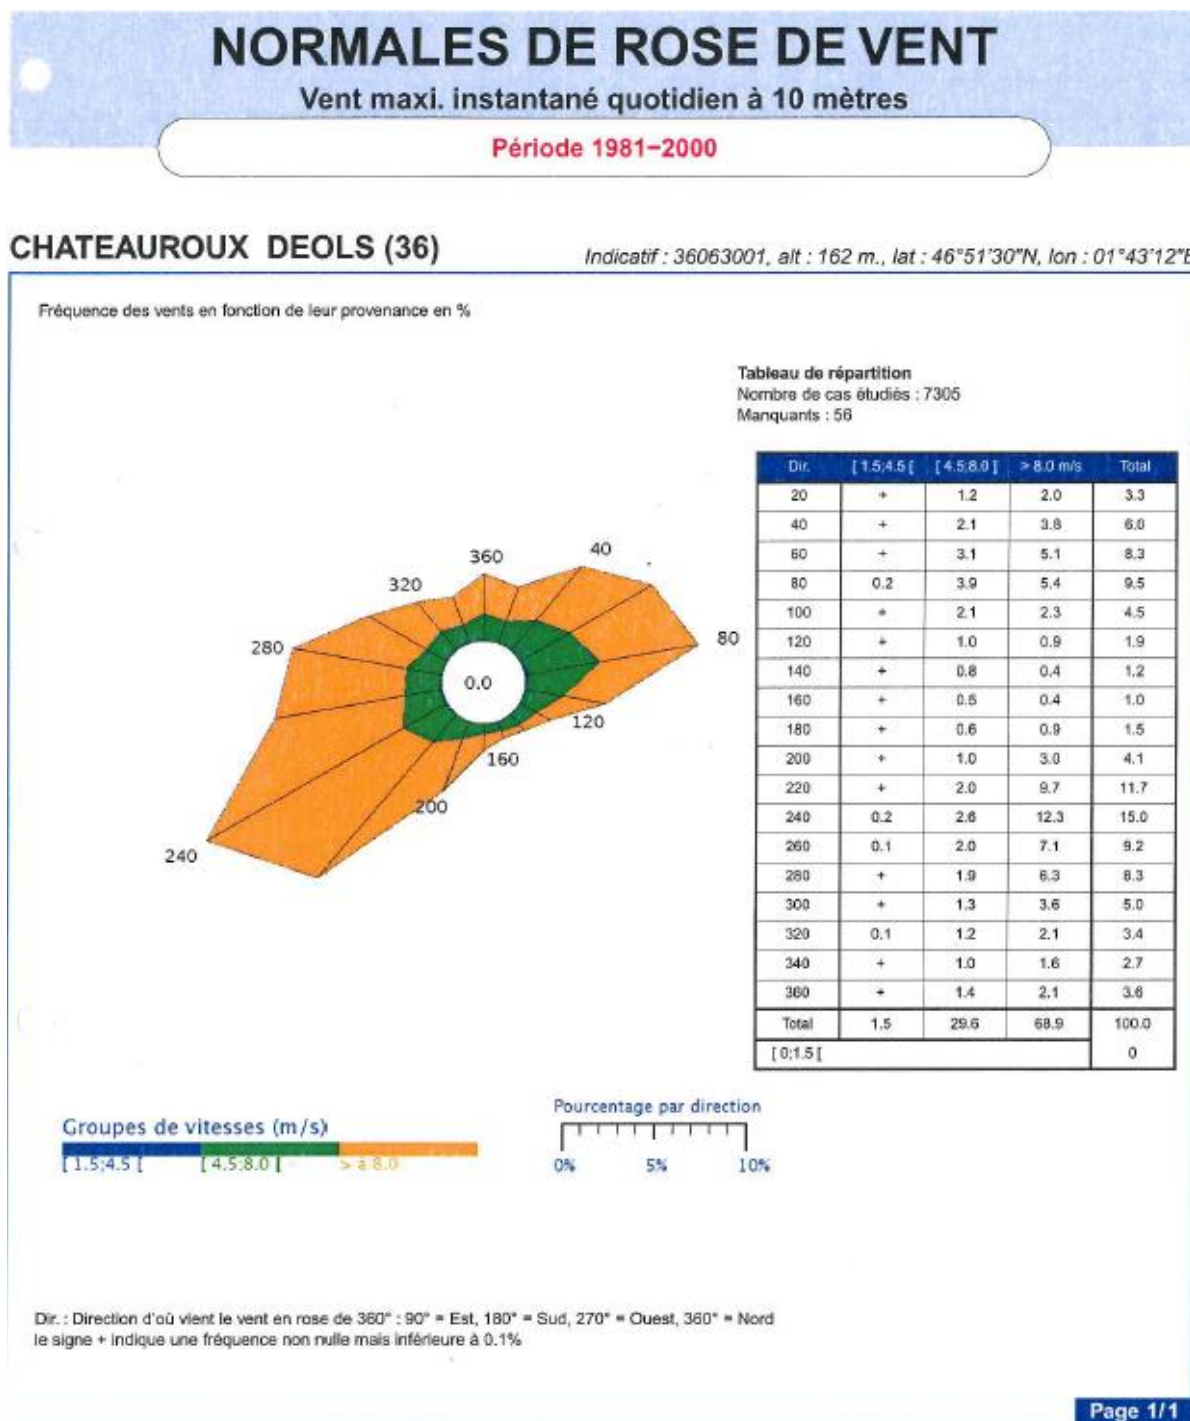 NORMALES DE ROSE DE VENT
Vent maxi. instantané quotidien à 10 mètres
Période 1981−2000
CHATEAUROUX DEOLS (36)
Indicatif : 36063001, alt : 162 m., lat : 46°51'30"N, lon : 01°43'12"E
Fréquence des vents en fonction de leur provenance en %
Tableau de répartition
Nombre de cas étudiés : 7305
Manquants : 56
Dir. [ 1.5;4.5 [ [ 4.5;8.0 ] > 8.0 m/s Total
20 + 1.2 2.0 3.3
40 + 2.1 3.8 6.0
60 + 3.1 5.1 8.3
80 0.2 3.9 5.4 9.5
100 + 2.1 2.3 4.5
120 + 1.0 0.9 1.9
140 + 0.8 0.4 1.2
160 + 0.5 0.4 1.0
180 + 0.6 0.9 1.5
200 + 1.0 3.0 4.1
220 + 2.0 9.7 11.7
240 0.2 2.6 12.3 15.0
260 0.1 2.0 7.1 9.2
280 + 1.9 6.3 8.3
300 + 1.3 3.6 5.0
320 0.1 1.2 2.1 3.4
340 + 1.0 1.6 2.7
360 + 1.4 2.1 3.6
Total 1.5 29.6 68.9 100.0
[ 0;1.5 [ 0
360
40
320
280
80
0.0
120
160
200
240
Groupes de vitesses (m/s)
[ 1.5;4.5 [ [ 4.5;8.0 [ > à 8.0
Pourcentage par direction
0% 5% 10%
Dir. : Direction d'où vient le vent en rose de 360° : 90° = Est, 180° = Sud, 270° = Ouest, 360° = Nord
le signe + indique une fréquence non nulle mais inférieure à 0.1%
Page 1/1